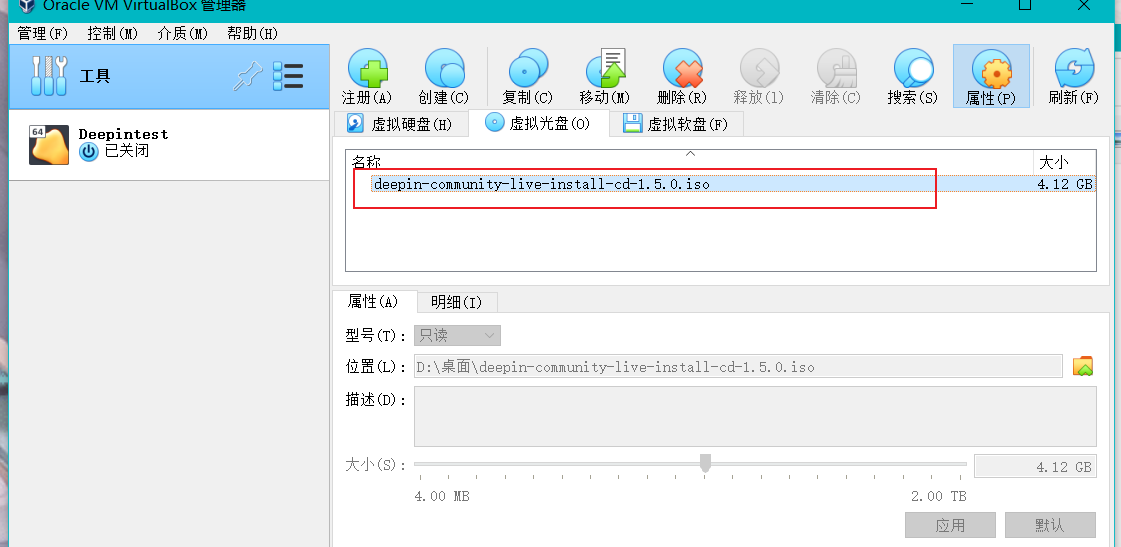 Oracle VM VirtualBox 管理器
管理(F) 控制(M) 介质(M) 帮助(H)
工具
注册(A) 创建(C) 复制(C) 移动(M) 删除(R) 释放(l) 清除(C) 搜索(S) 属性(P) 刷新(F)
虚拟硬盘(H) 虚拟光盘(O) 虚拟软盘(F)
64
Deepintest
已关闭
名称 大小
deepin-community-live-install-cd-1.5.0.iso 4.12 GB
属性(A) 明细(I)
型号(T): 只读
位置(L): D:\桌面\deepin-community-live-install-cd-1.5.0.iso
描述(D):
大小(S): 4.12 GB
4.00 MB 2.00 TB
应用 默认